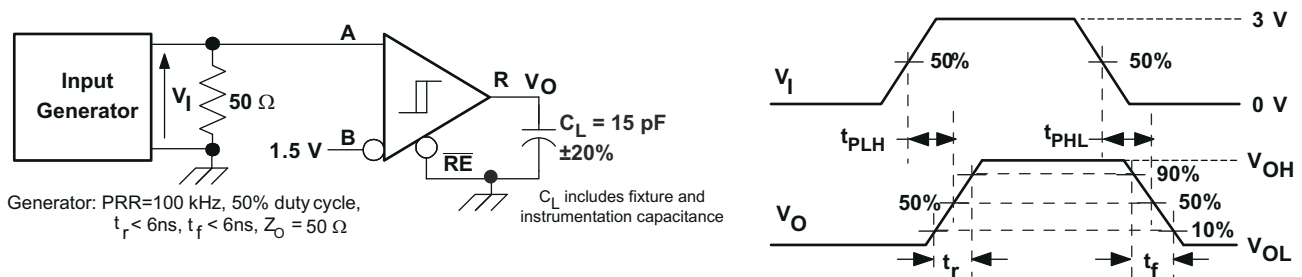 Input
Generator
V_I
50 Ω
A
B
1.5 V
R
V_O
R̅E̅
C_L = 15 pF
±20%
C_L includes fixture and
instrumentation capacitance
Generator: PRR=100 kHz, 50% duty cycle,
t_r < 6ns, t_f < 6ns, Z_O = 50 Ω
3 V
50%
50%
V_I
0 V
t_PLH
t_PHL
V_OH
90%
50%
50%
V_O
10%
V_OL
t_r
t_f